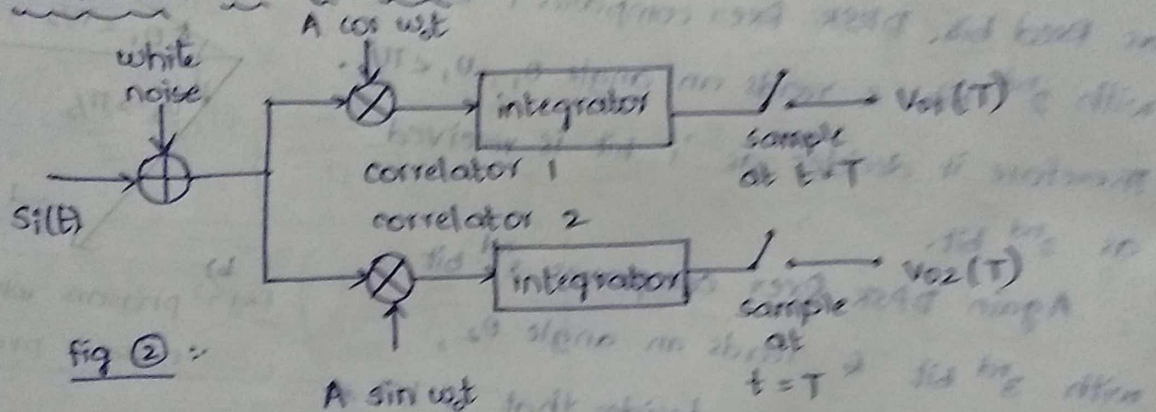 A cos ω₀t
white
noise
integrator
V01(T)
sample
at t=T
correlator 1
Si(t)
correlator 2
integrator
V02(T)
sample
at
t=T
fig ② :-
A sin ω₀t